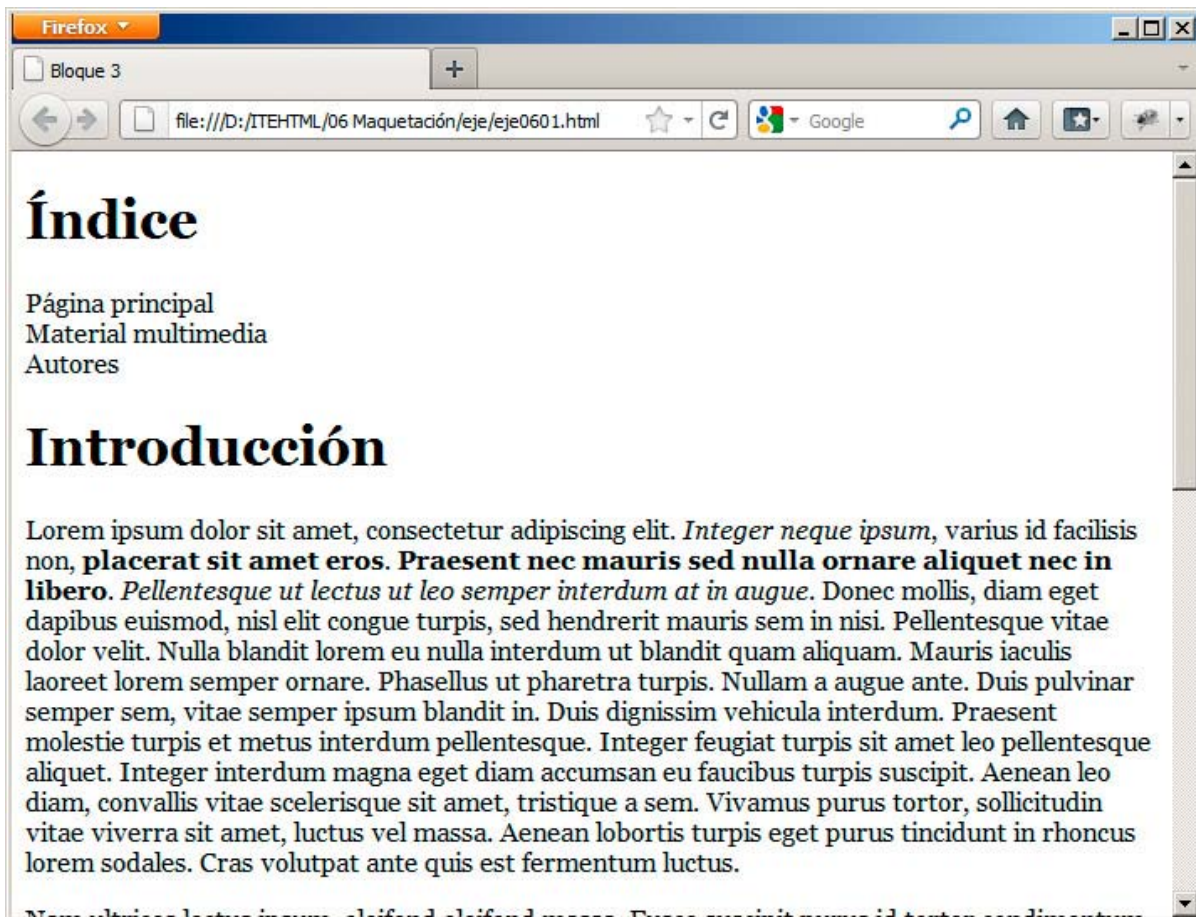 Firefox
Bloque 3
file:///D:/ITEHTML/06 Maquetación/eje/eje0601.html
Google
Índice
Página principal
Material multimedia
Autores
Introducción
Lorem ipsum dolor sit amet, consectetur adipiscing elit. Integer neque ipsum, varius id facilisis
non, placerat sit amet eros. Praesent nec mauris sed nulla ornare aliquet nec in
libero. Pellentesque ut lectus ut leo semper interdum at in augue. Donec mollis, diam eget
dapibus euismod, nisl elit congue turpis, sed hendrerit mauris sem in nisi. Pellentesque vitae
dolor velit. Nulla blandit lorem eu nulla interdum ut blandit quam aliquam. Mauris iaculis
laoreet lorem semper ornare. Phasellus ut pharetra turpis. Nullam a augue ante. Duis pulvinar
semper sem, vitae semper ipsum blandit in. Duis dignissim vehicula interdum. Praesent
molestie turpis et metus interdum pellentesque. Integer feugiat turpis sit amet leo pellentesque
aliquet. Integer interdum magna eget diam accumsan eu faucibus turpis suscipit. Aenean leo
diam, convallis vitae scelerisque sit amet, tristique a sem. Vivamus purus tortor, sollicitudin
vitae viverra sit amet, luctus vel massa. Aenean lobortis turpis eget purus tincidunt in rhoncus
lorem sodales. Cras volutpat ante quis est fermentum luctus.